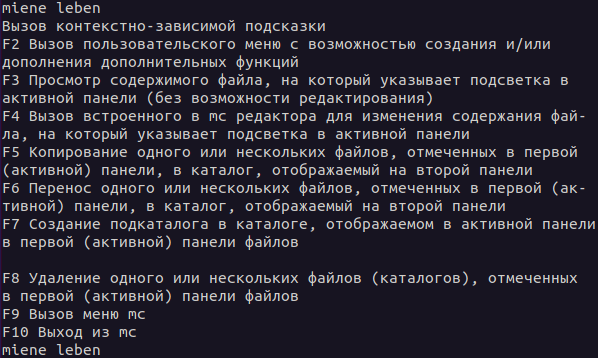 miene leben
Вызов контекстно-зависимой подсказки
F2 Вызов пользовательского меню с возможностью создания и/или
дополнения дополнительных функций
F3 Просмотр содержимого файла, на который указывает подсветка в
активной панели (без возможности редактирования)
F4 Вызов встроенного в mc редактора для изменения содержания фай-
ла, на который указывает подсветка в активной панели
F5 Копирование одного или нескольких файлов, отмеченных в первой
(активной) панели, в каталог, отображаемый на второй панели
F6 Перенос одного или нескольких файлов, отмеченных в первой (ак-
тивной) панели, в каталог, отображаемый на второй панели
F7 Создание подкаталога в каталоге, отображаемом в активной панели
в первой (активной) панели файлов
F8 Удаление одного или нескольких файлов (каталогов), отмеченных
в первой (активной) панели файлов
F9 Вызов меню mc
F10 Выход из mc
miene leben